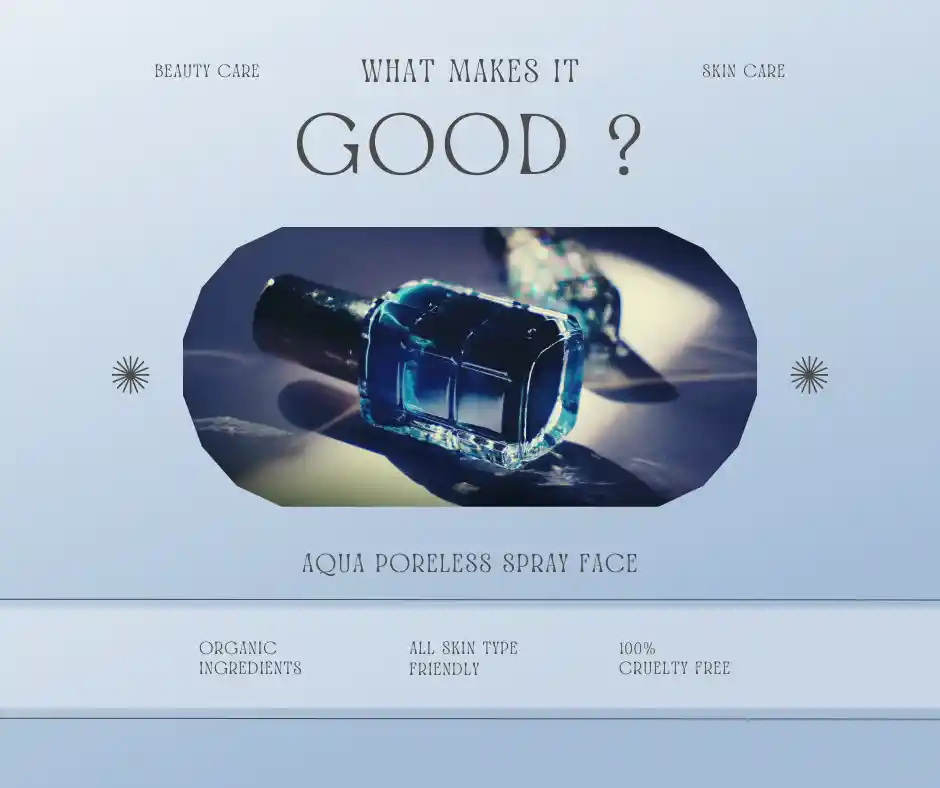 BEAUTY CARE
WHAT MAKES IT
SKIN CARE
GOOD ?
AQUA PORELESS SPRAY FACE
ORGANIC
INGREDIENTS
ALL SKIN TYPE
FRIENDLY
100%
CRUELTY FREE